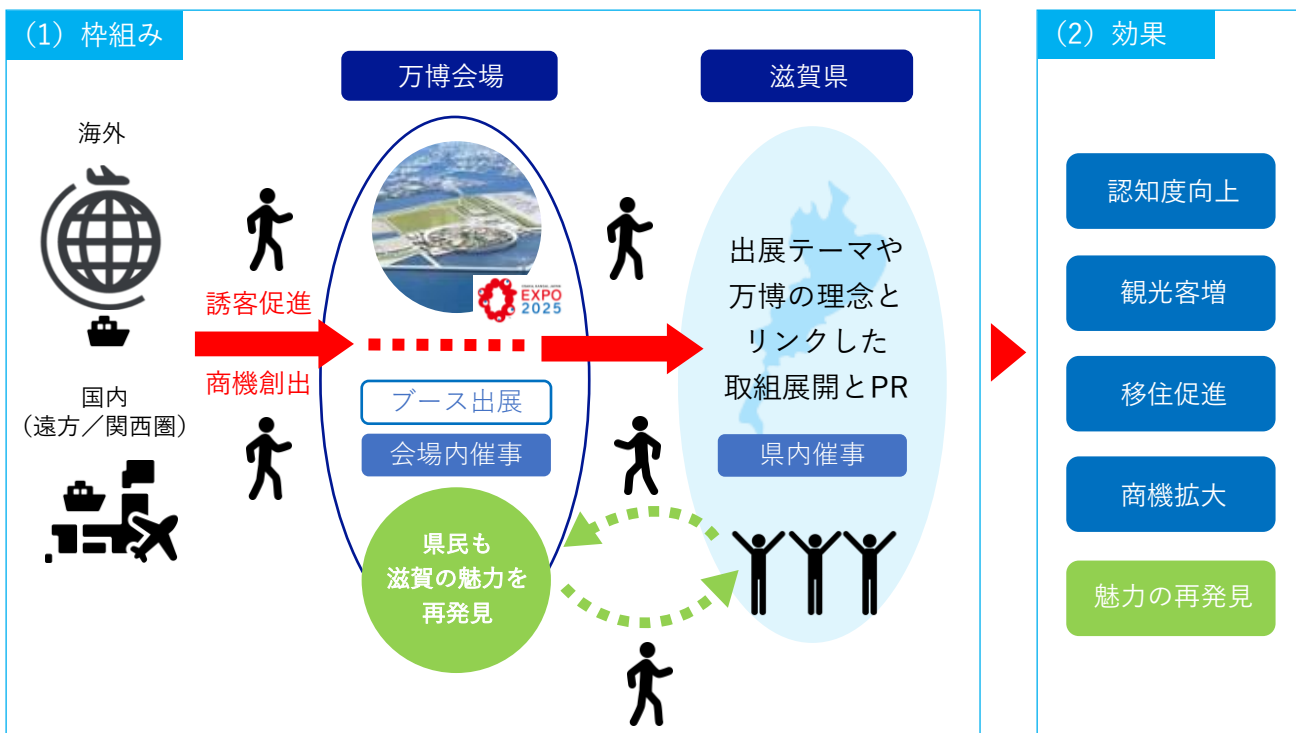 （1）枠組み
万博会場
滋賀県
海外
誘客促進
商機創出
国内
（遠方／関西圏）
EXPO
2025
ブース出展
会場内催事
県民も
滋賀の魅力を
再発見
出展テーマや
万博の理念と
リンクした
取組展開とPR
県内催事
（2）効果
認知度向上
観光客増
移住促進
商機拡大
魅力の再発見